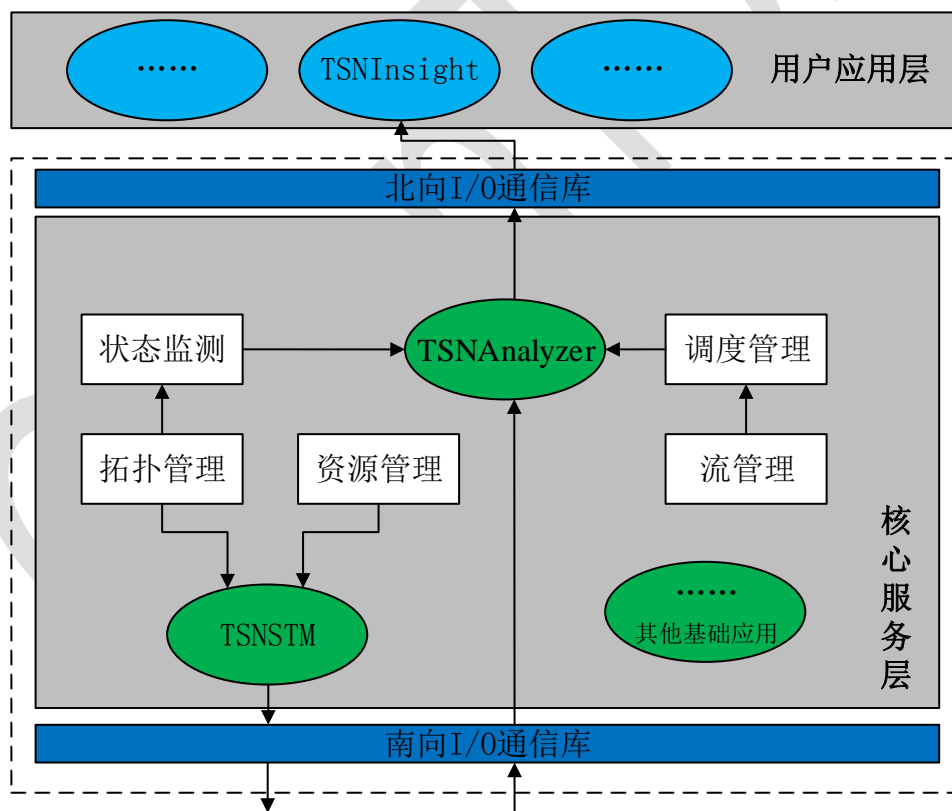 ……
TSNInsight
……
用户应用层
北向I/O通信库
状态监测
TSNAnalyzer
调度管理
拓扑管理
资源管理
流管理
核心服务层
TSNSTM
……
其他基础应用
南向I/O通信库